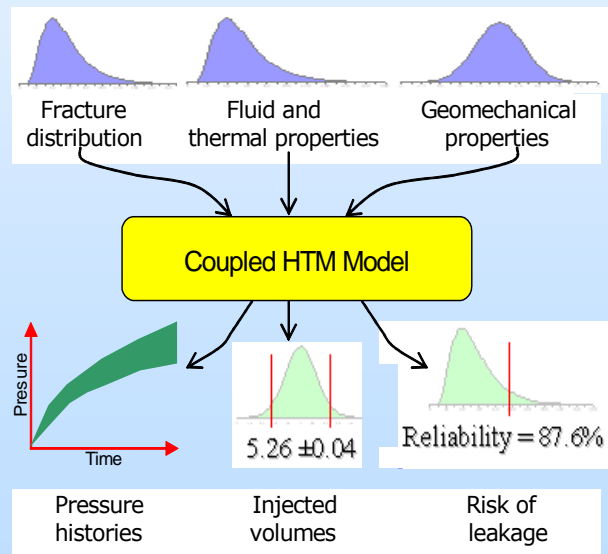 Fracture
distribution
Fluid and
thermal properties
Geomechanical
properties
Coupled HTM Model
Pressure
Time
5.26 ±0.04
Reliability = 87.6%
Pressure
histories
Injected
volumes
Risk of
leakage